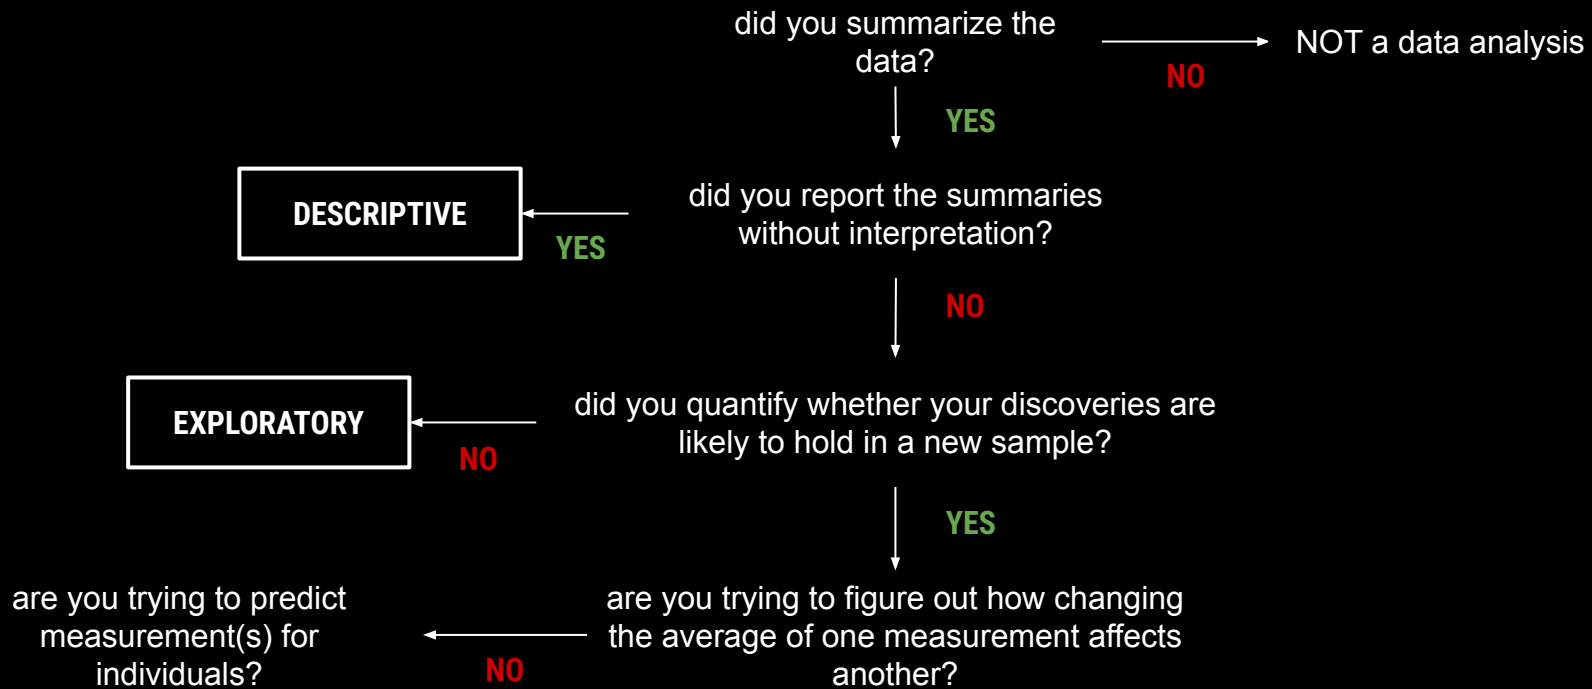 did you summarize the
data?
NOT a data analysis
NO
YES
did you report the summaries
without interpretation?
DESCRIPTIVE
YES
NO
did you quantify whether your discoveries are
likely to hold in a new sample?
EXPLORATORY
NO
YES
are you trying to figure out how changing
the average of one measurement affects
another?
NO
are you trying to predict
measurement(s) for
individuals?